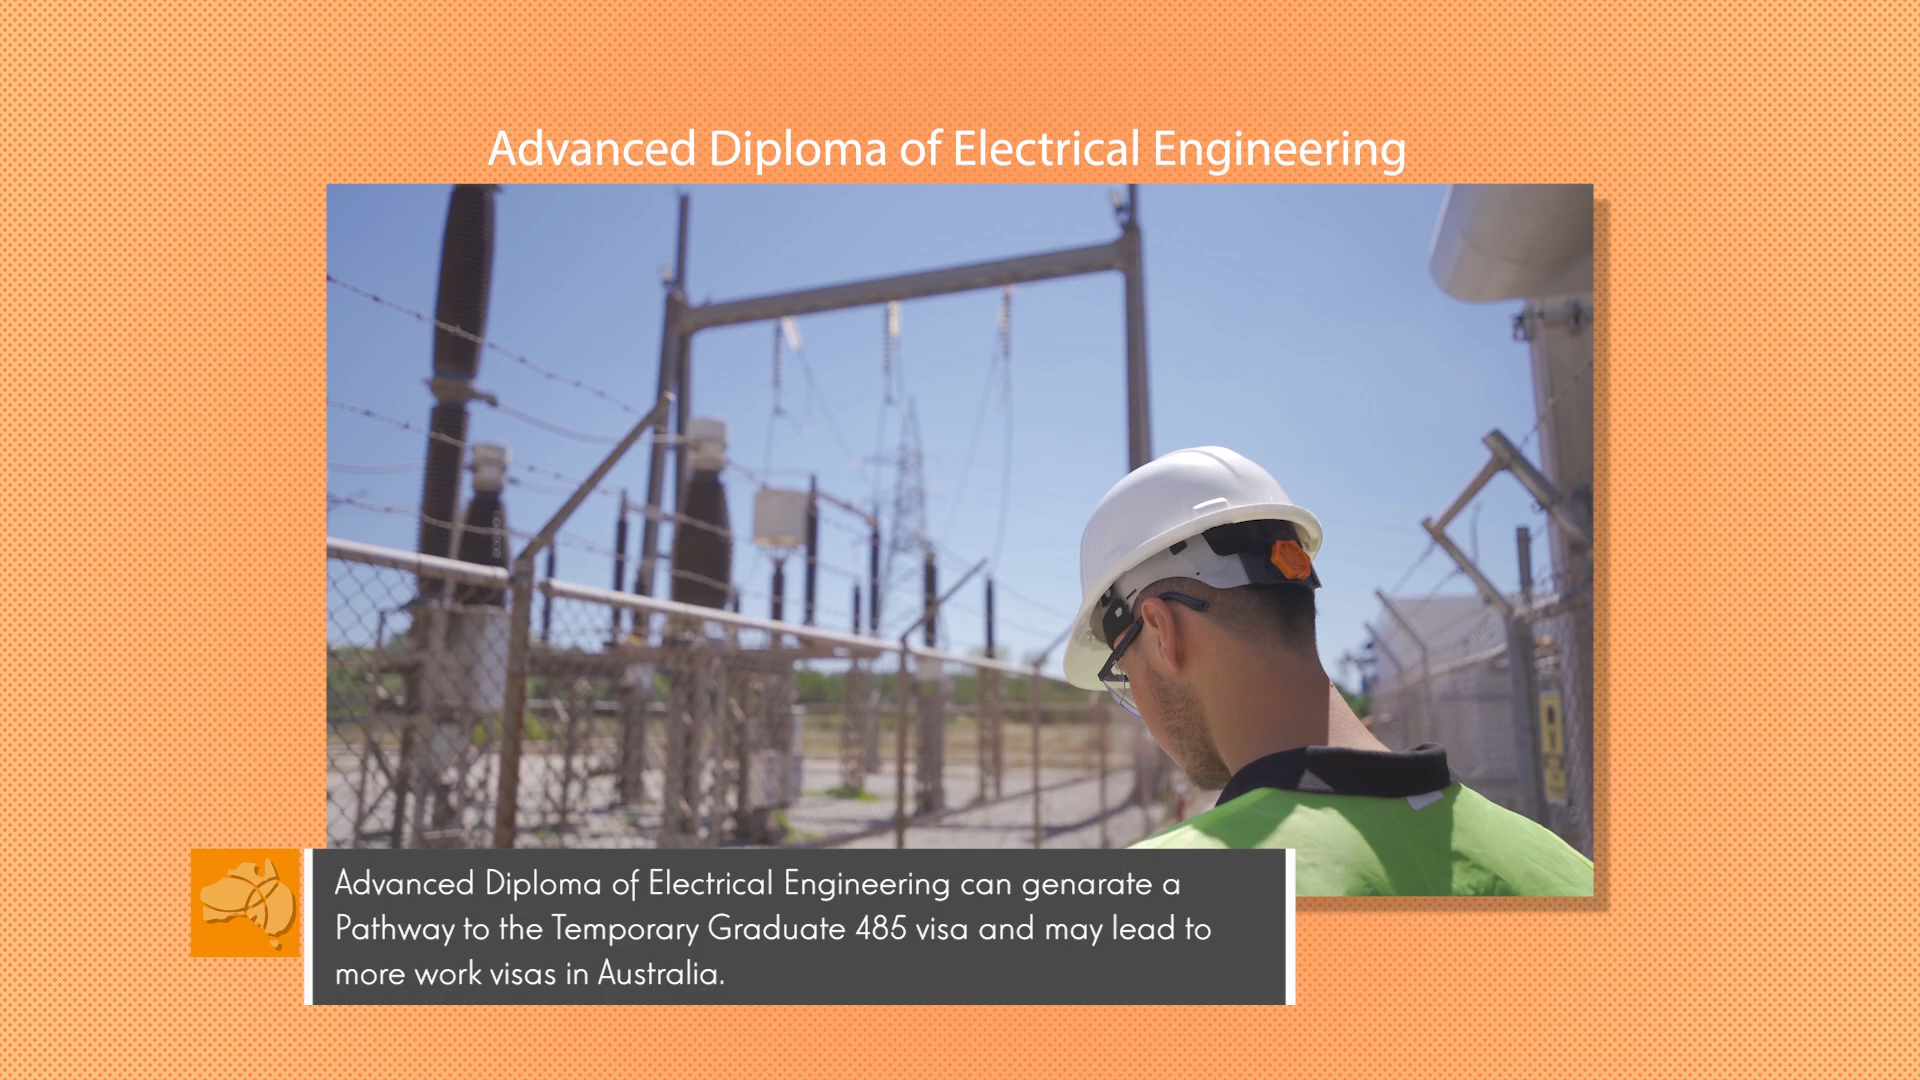 Advanced Diploma of Electrical Engineering
Advanced Diploma of Electrical Engineering can genarate a
Pathway to the Temporary Graduate 485 visa and may lead to
more work visas in Australia.